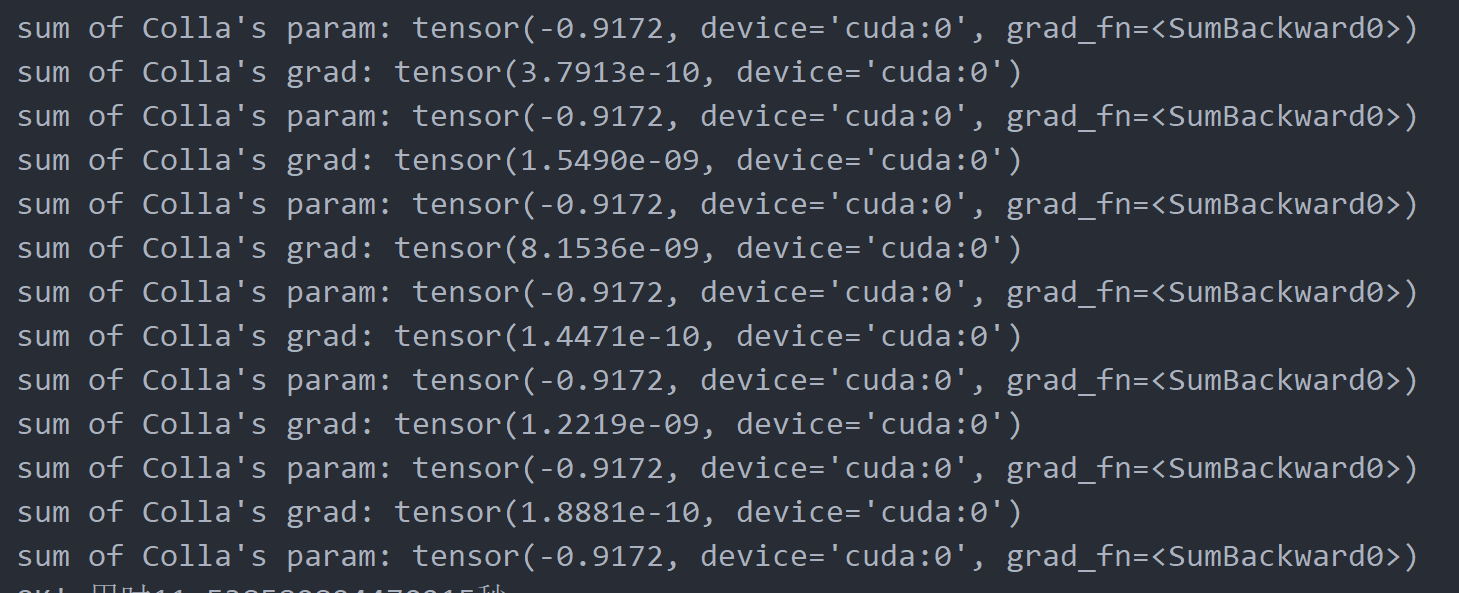 sum of Colla's param: tensor(-0.9172, device='cuda:0', grad_fn=<SumBackward0>)
sum of Colla's grad: tensor(3.7913e-10, device='cuda:0')
sum of Colla's param: tensor(-0.9172, device='cuda:0', grad_fn=<SumBackward0>)
sum of Colla's grad: tensor(1.5490e-09, device='cuda:0')
sum of Colla's param: tensor(-0.9172, device='cuda:0', grad_fn=<SumBackward0>)
sum of Colla's grad: tensor(8.1536e-09, device='cuda:0')
sum of Colla's param: tensor(-0.9172, device='cuda:0', grad_fn=<SumBackward0>)
sum of Colla's grad: tensor(1.4471e-10, device='cuda:0')
sum of Colla's param: tensor(-0.9172, device='cuda:0', grad_fn=<SumBackward0>)
sum of Colla's grad: tensor(1.2219e-09, device='cuda:0')
sum of Colla's param: tensor(-0.9172, device='cuda:0', grad_fn=<SumBackward0>)
sum of Colla's grad: tensor(1.8881e-10, device='cuda:0')
sum of Colla's param: tensor(-0.9172, device='cuda:0', grad_fn=<SumBackward0>)